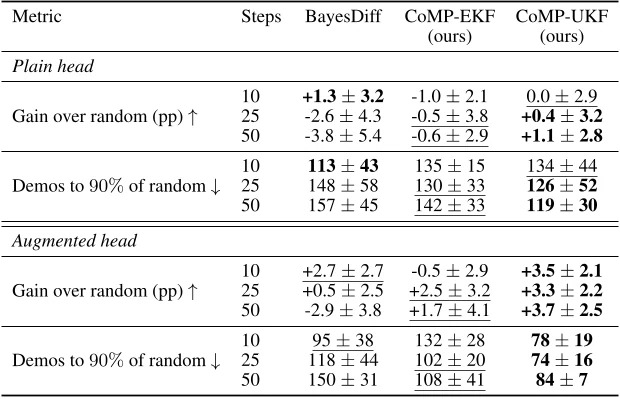 Metric Steps BayesDiff CoMP-EKF CoMP-UKF
(ours) (ours)
Plain head
10 +1.3 ± 3.2 -1.0 ± 2.1 0.0 ± 2.9
Gain over random (pp) ↑ 25 -2.6 ± 4.3 -0.5 ± 3.8 +0.4 ± 3.2
50 -3.8 ± 5.4 -0.6 ± 2.9 +1.1 ± 2.8
10 113 ± 43 135 ± 15 134 ± 44
Demos to 90% of random ↓ 25 148 ± 58 130 ± 33 126 ± 52
50 157 ± 45 142 ± 33 119 ± 30
Augmented head
10 +2.7 ± 2.7 -0.5 ± 2.9 +3.5 ± 2.1
Gain over random (pp) ↑ 25 +0.5 ± 2.5 +2.5 ± 3.2 +3.3 ± 2.2
50 -2.9 ± 3.8 +1.7 ± 4.1 +3.7 ± 2.5
10 95 ± 38 132 ± 28 78 ± 19
Demos to 90% of random ↓ 25 118 ± 44 102 ± 20 74 ± 16
50 150 ± 31 108 ± 41 84 ± 7